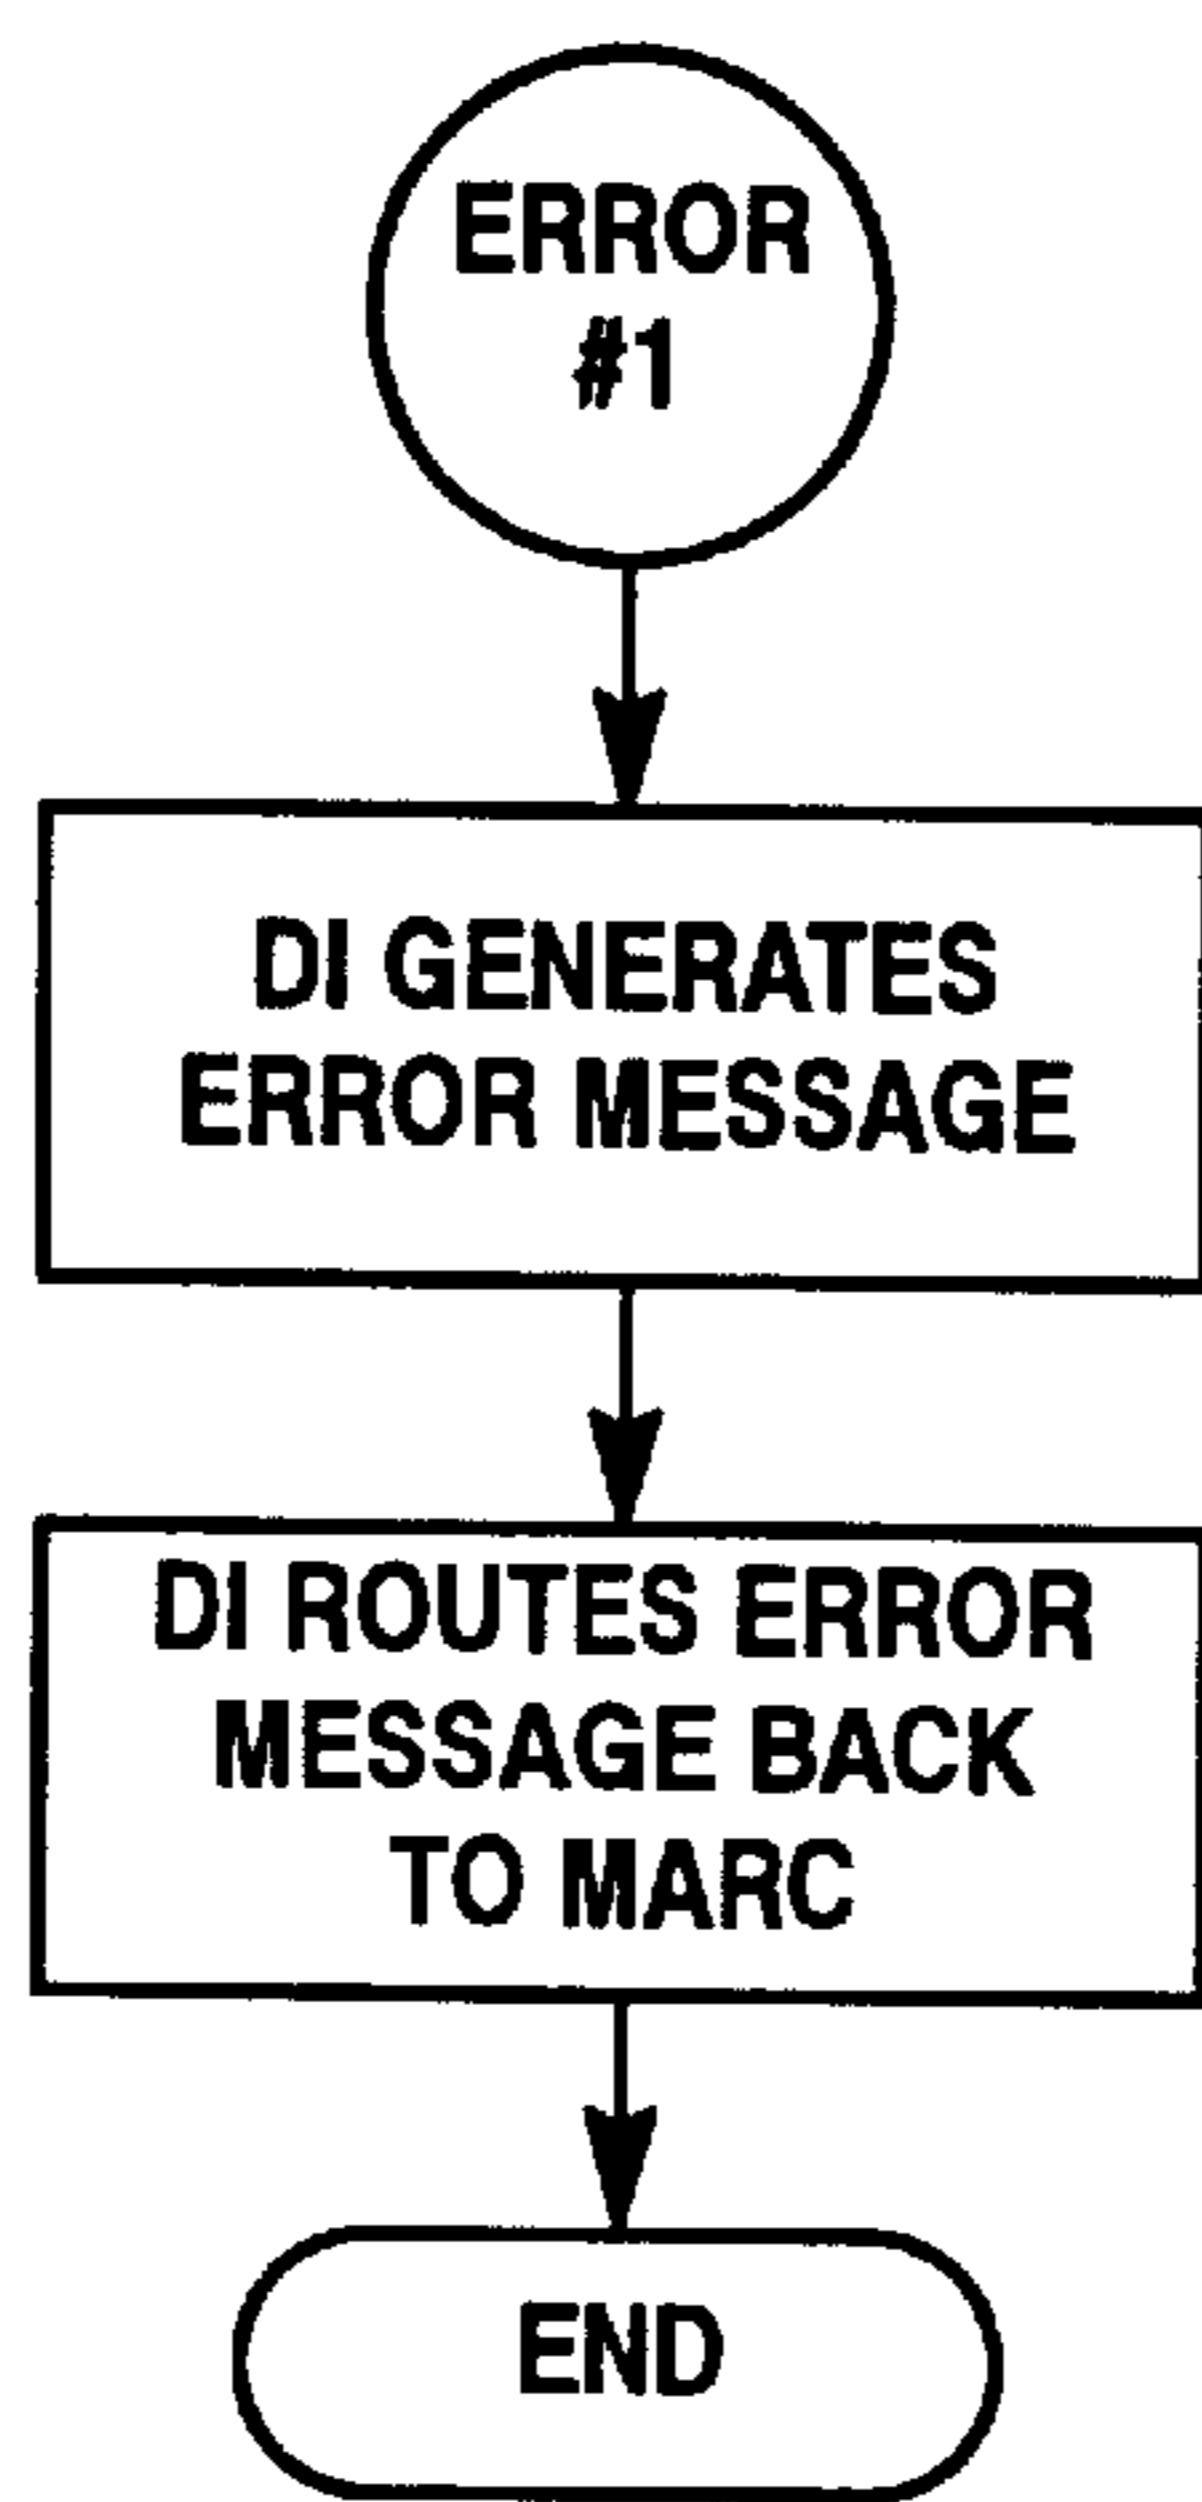 ERROR
#1
DI GENERATES
ERROR MESSAGE
DI ROUTES ERROR
MESSAGE BACK
TO MARC
END